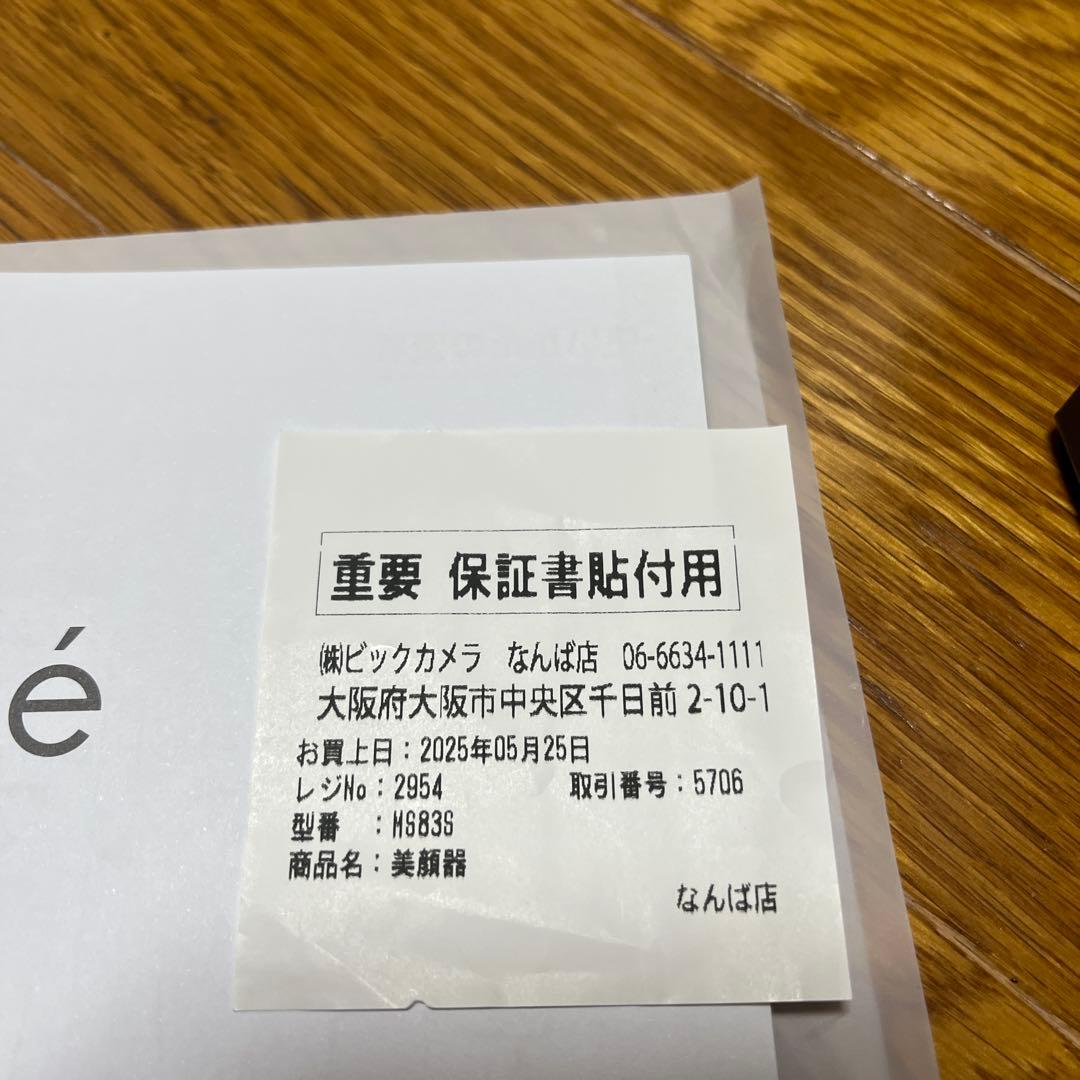 é
重要 保証書貼付用
㈱ビックカメラ なんば店 06-6634-1111
大阪府大阪市中央区千日前2-10-1
お買上日：2025年05月25日
レジNo：2954 取引番号：5706
型番 ：MS83S
商品名：美顔器
なんば店